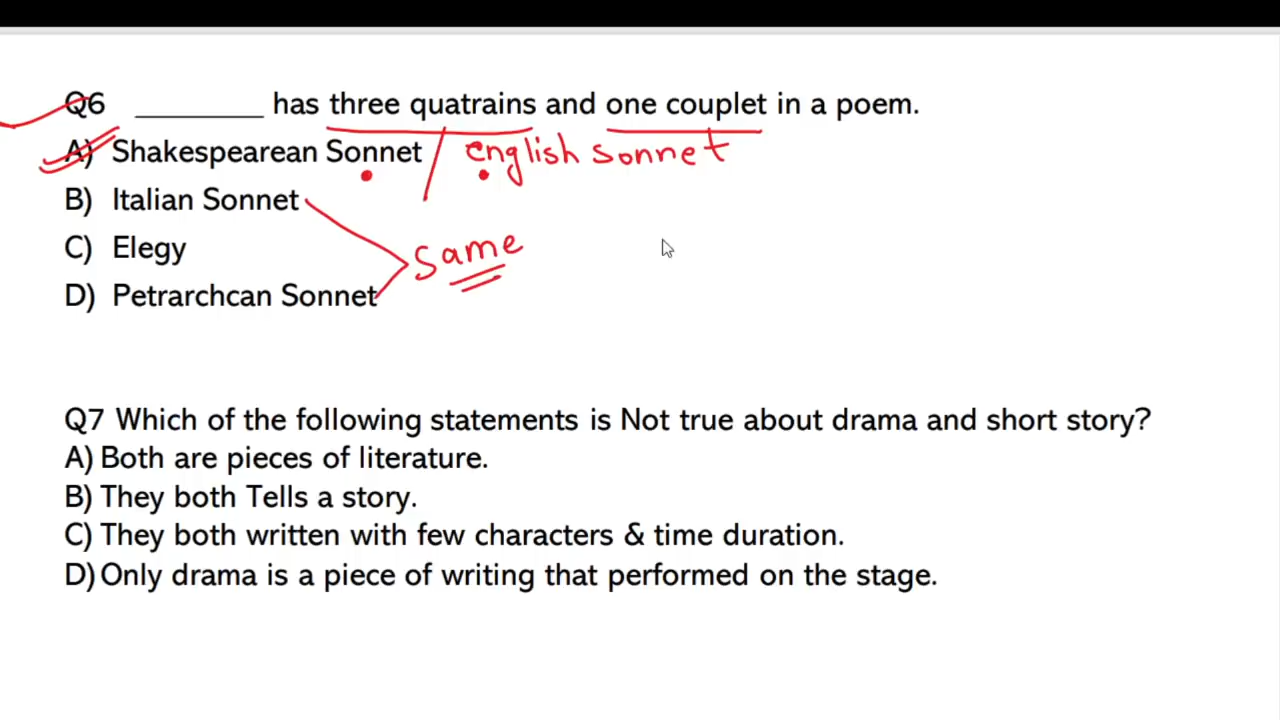 Q6 ________ has three quatrains and one couplet in a poem.
A) Shakespearean Sonnet / english sonnet
B) Italian Sonnet
same
C) Elegy
D) Petrarchcan Sonnet
Q7 Which of the following statements is Not true about drama and short story?
A) Both are pieces of literature.
B) They both Tells a story.
C) They both written with few characters & time duration.
D) Only drama is a piece of writing that performed on the stage.